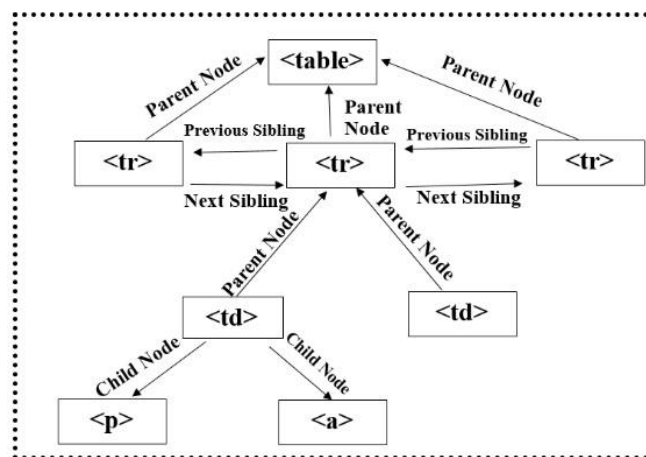 <table>
Parent Node
Parent Node
Parent
Node
Previous Sibling
Previous Sibling
<tr>
<tr>
<tr>
Next Sibling
Next Sibling
Parent Node
Parent Node
<td>
<td>
Child Node
Child Node
<p>
<a>